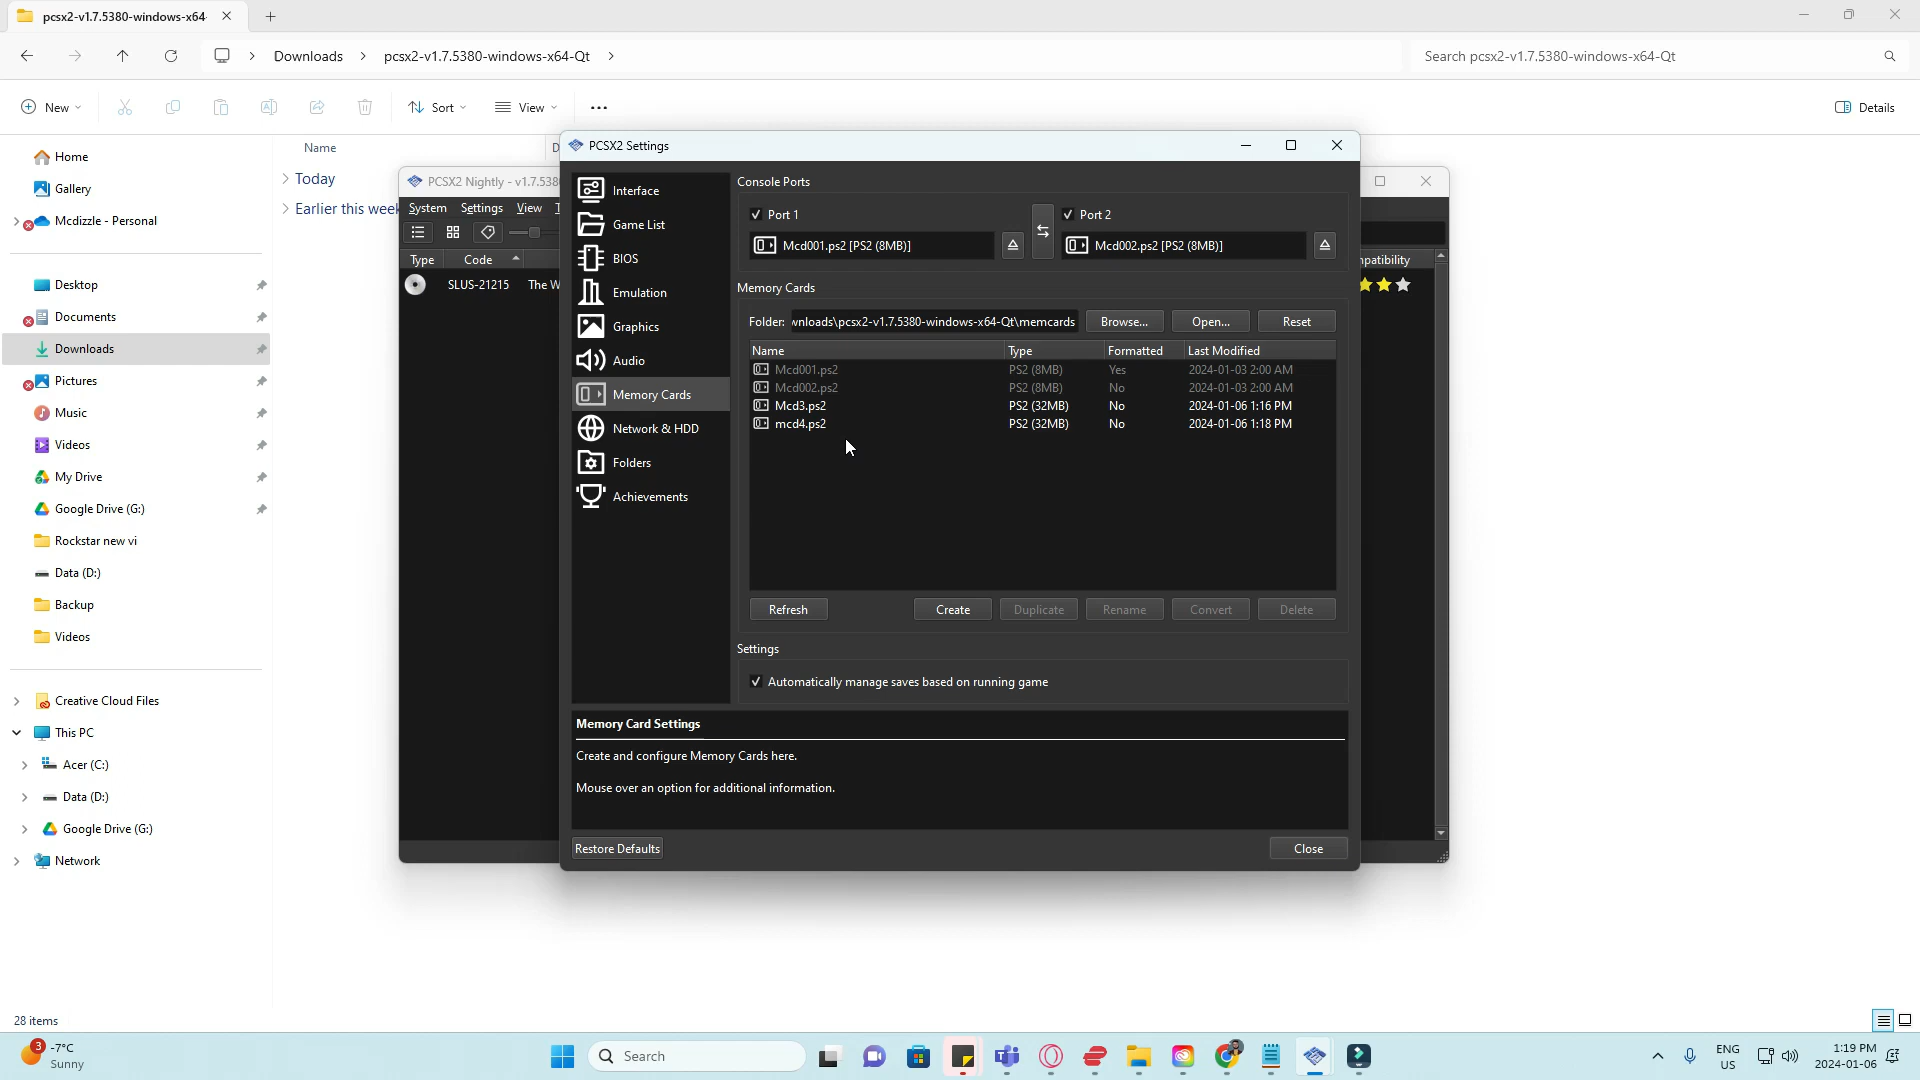 pcsx2-v1.7.5380-windows-x64-
Downloads
pcsx2-v1.7.5380-windows-x64-Qt
Search pcsx2-v1.7.5380-windows-x64-Qt
New
Sort
View
Details
Home
Gallery
Mcdizzle - Personal
Desktop
Documents
Downloads
Pictures
Music
Videos
My Drive
Google Drive (G:)
Rockstar new vi
Data (D:)
Backup
Videos
Creative Cloud Files
This PC
Acer (C:)
Data (D:)
Google Drive (G:)
Network
28 items
Name
D
Today
Earlier this week
PCSX2 Nightly - v1.7.538
System Settings View T
Type Code
SLUS-21215 The W
npatibility
PCSX2 Settings
Interface
Game List
BIOS
Emulation
Graphics
Audio
Memory Cards
Network & HDD
Folders
Achievements
Console Ports
Port 1
Port 2
Mcd001.ps2 [PS2 (8MB)]
Mcd002.ps2 [PS2 (8MB)]
Memory Cards
Folder: wnloads\pcsx2-v1.7.5380-windows-x64-Qt\memcards Browse... Open... Reset
Name Type Formatted Last Modified
Mcd001.ps2 PS2 (8MB) Yes 2024-01-03 2:00 AM
Mcd002.ps2 PS2 (8MB) No 2024-01-03 2:00 AM
Mcd3.ps2 PS2 (32MB) No 2024-01-06 1:16 PM
mcd4.ps2 PS2 (32MB) No 2024-01-06 1:18 PM
Refresh Create Duplicate Rename Convert Delete
Settings
Automatically manage saves based on running game
Memory Card Settings
Create and configure Memory Cards here.
Mouse over an option for additional information.
Restore Defaults
Close
3
-7°C
Sunny
Search
ENG
US
1:19 PM
2024-01-06